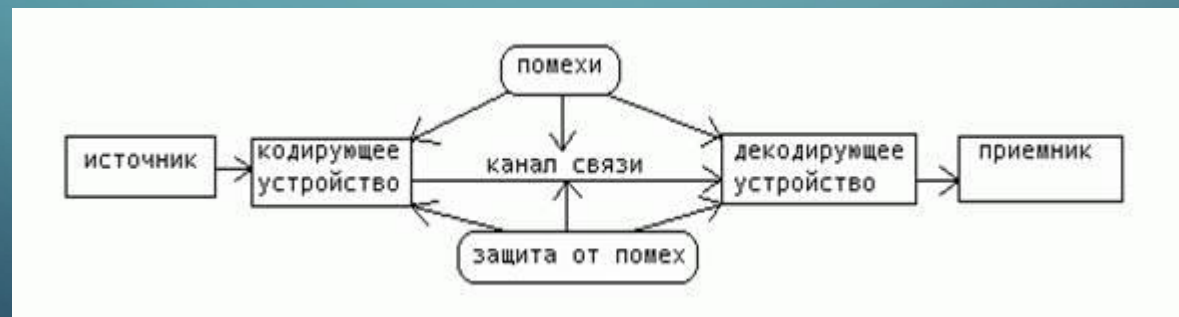 помехи
источник
кодирующее
устройство
канал связи
декодирующее
устройство
приемник
защита от помех